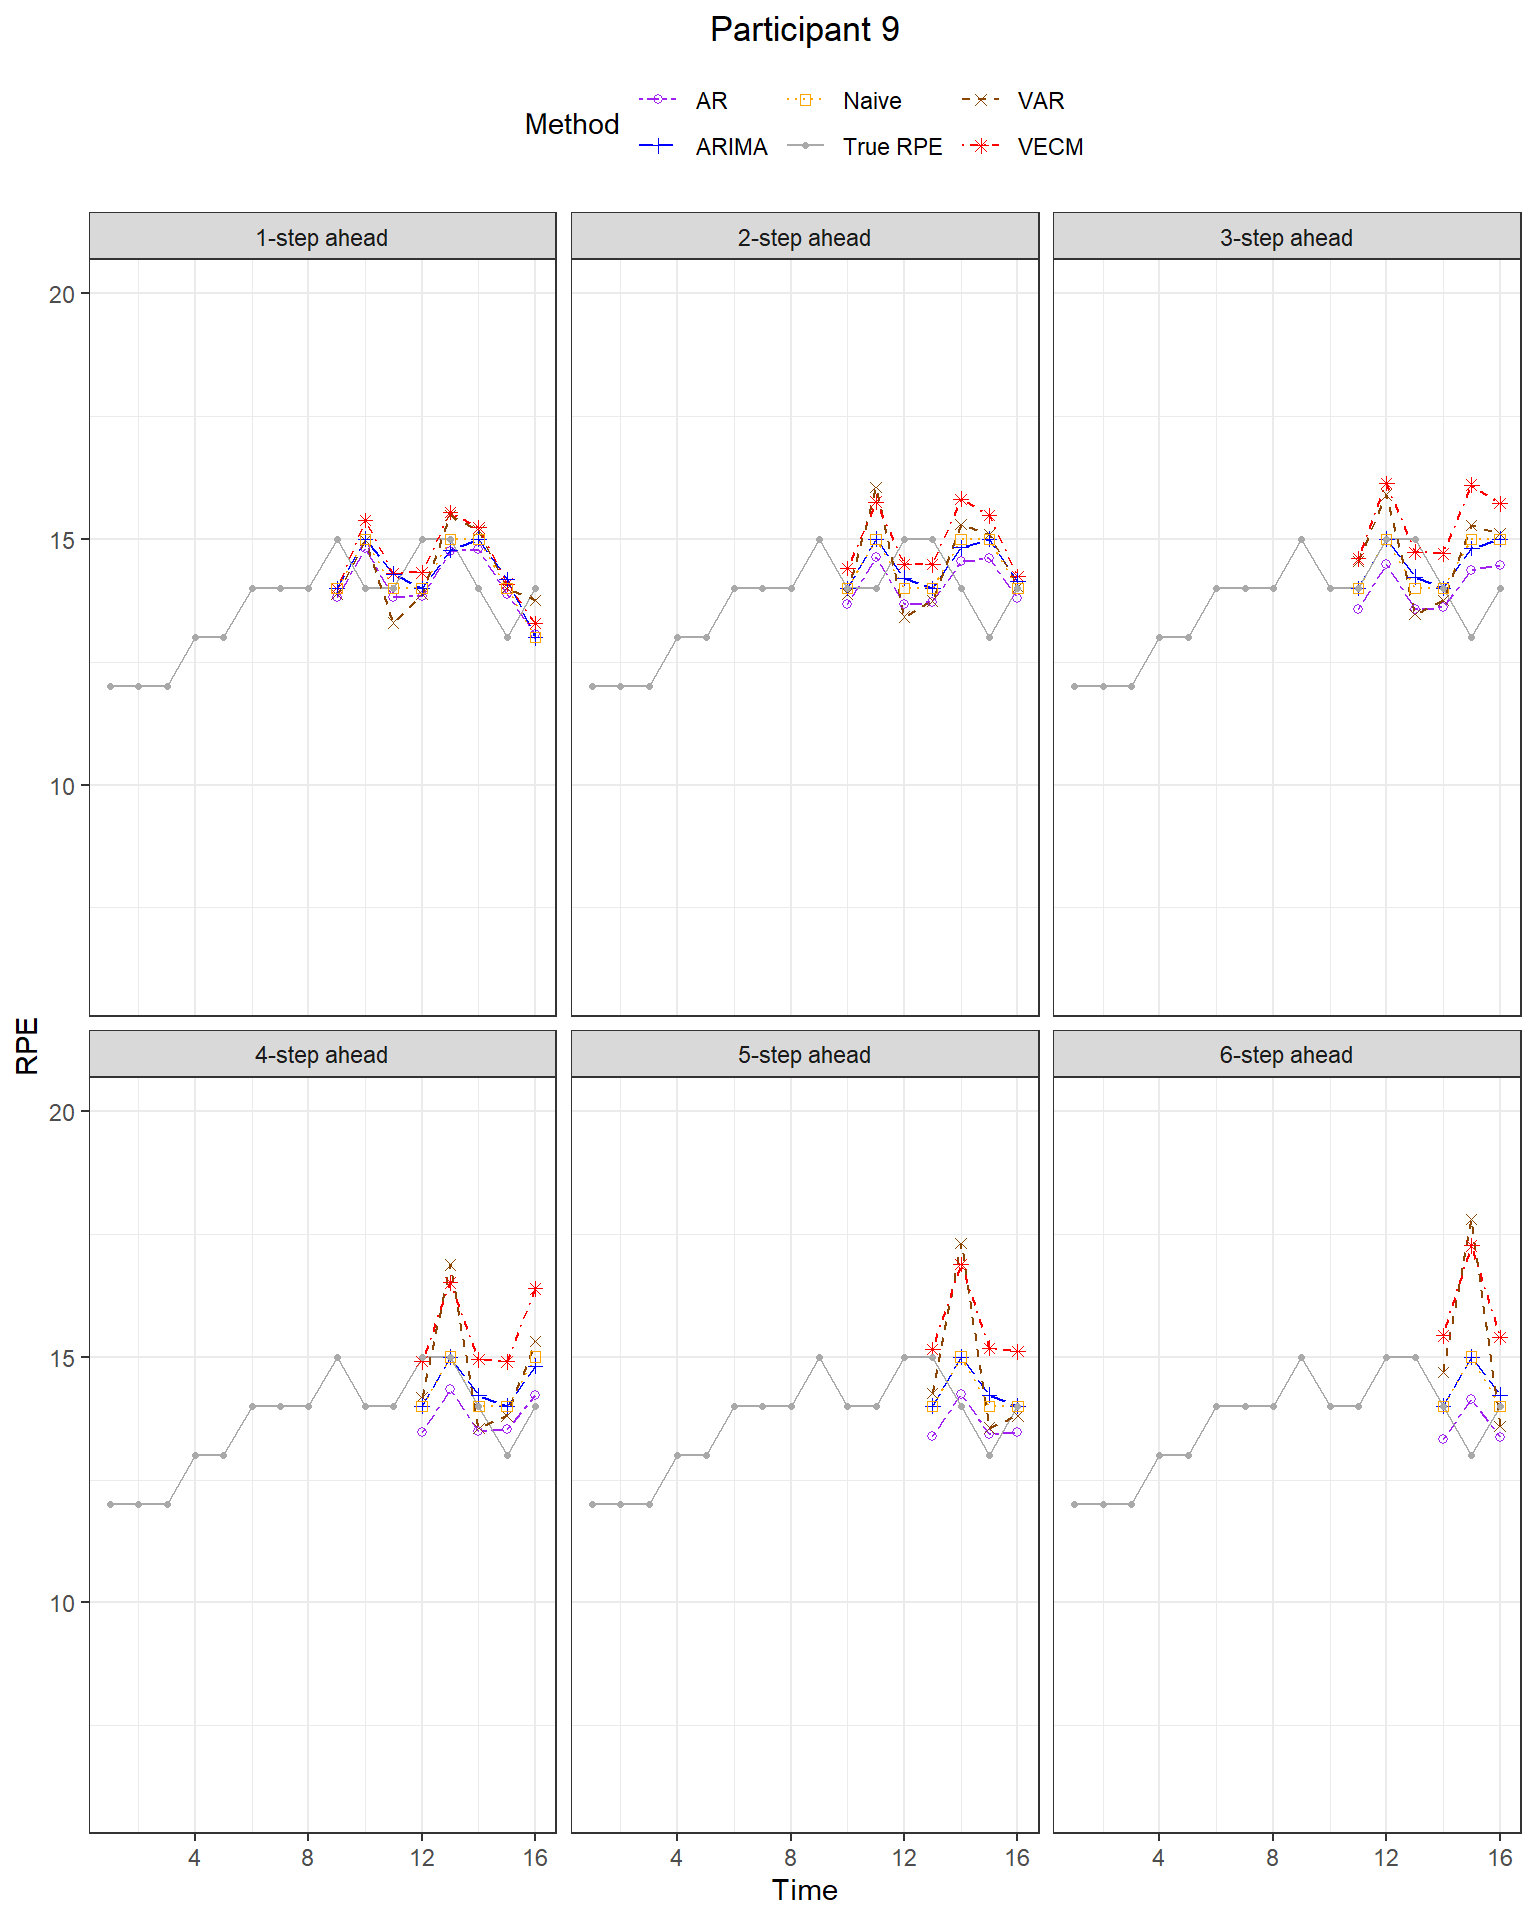 Participant 9
Method
AR
Naive
VAR
ARIMA
True RPE
VECM
1-step ahead
2-step ahead
3-step ahead
20
15
10
RPE
4-step ahead
5-step ahead
6-step ahead
20
15
10
4 8 12 16
4 8 12 16
4 8 12 16
Time